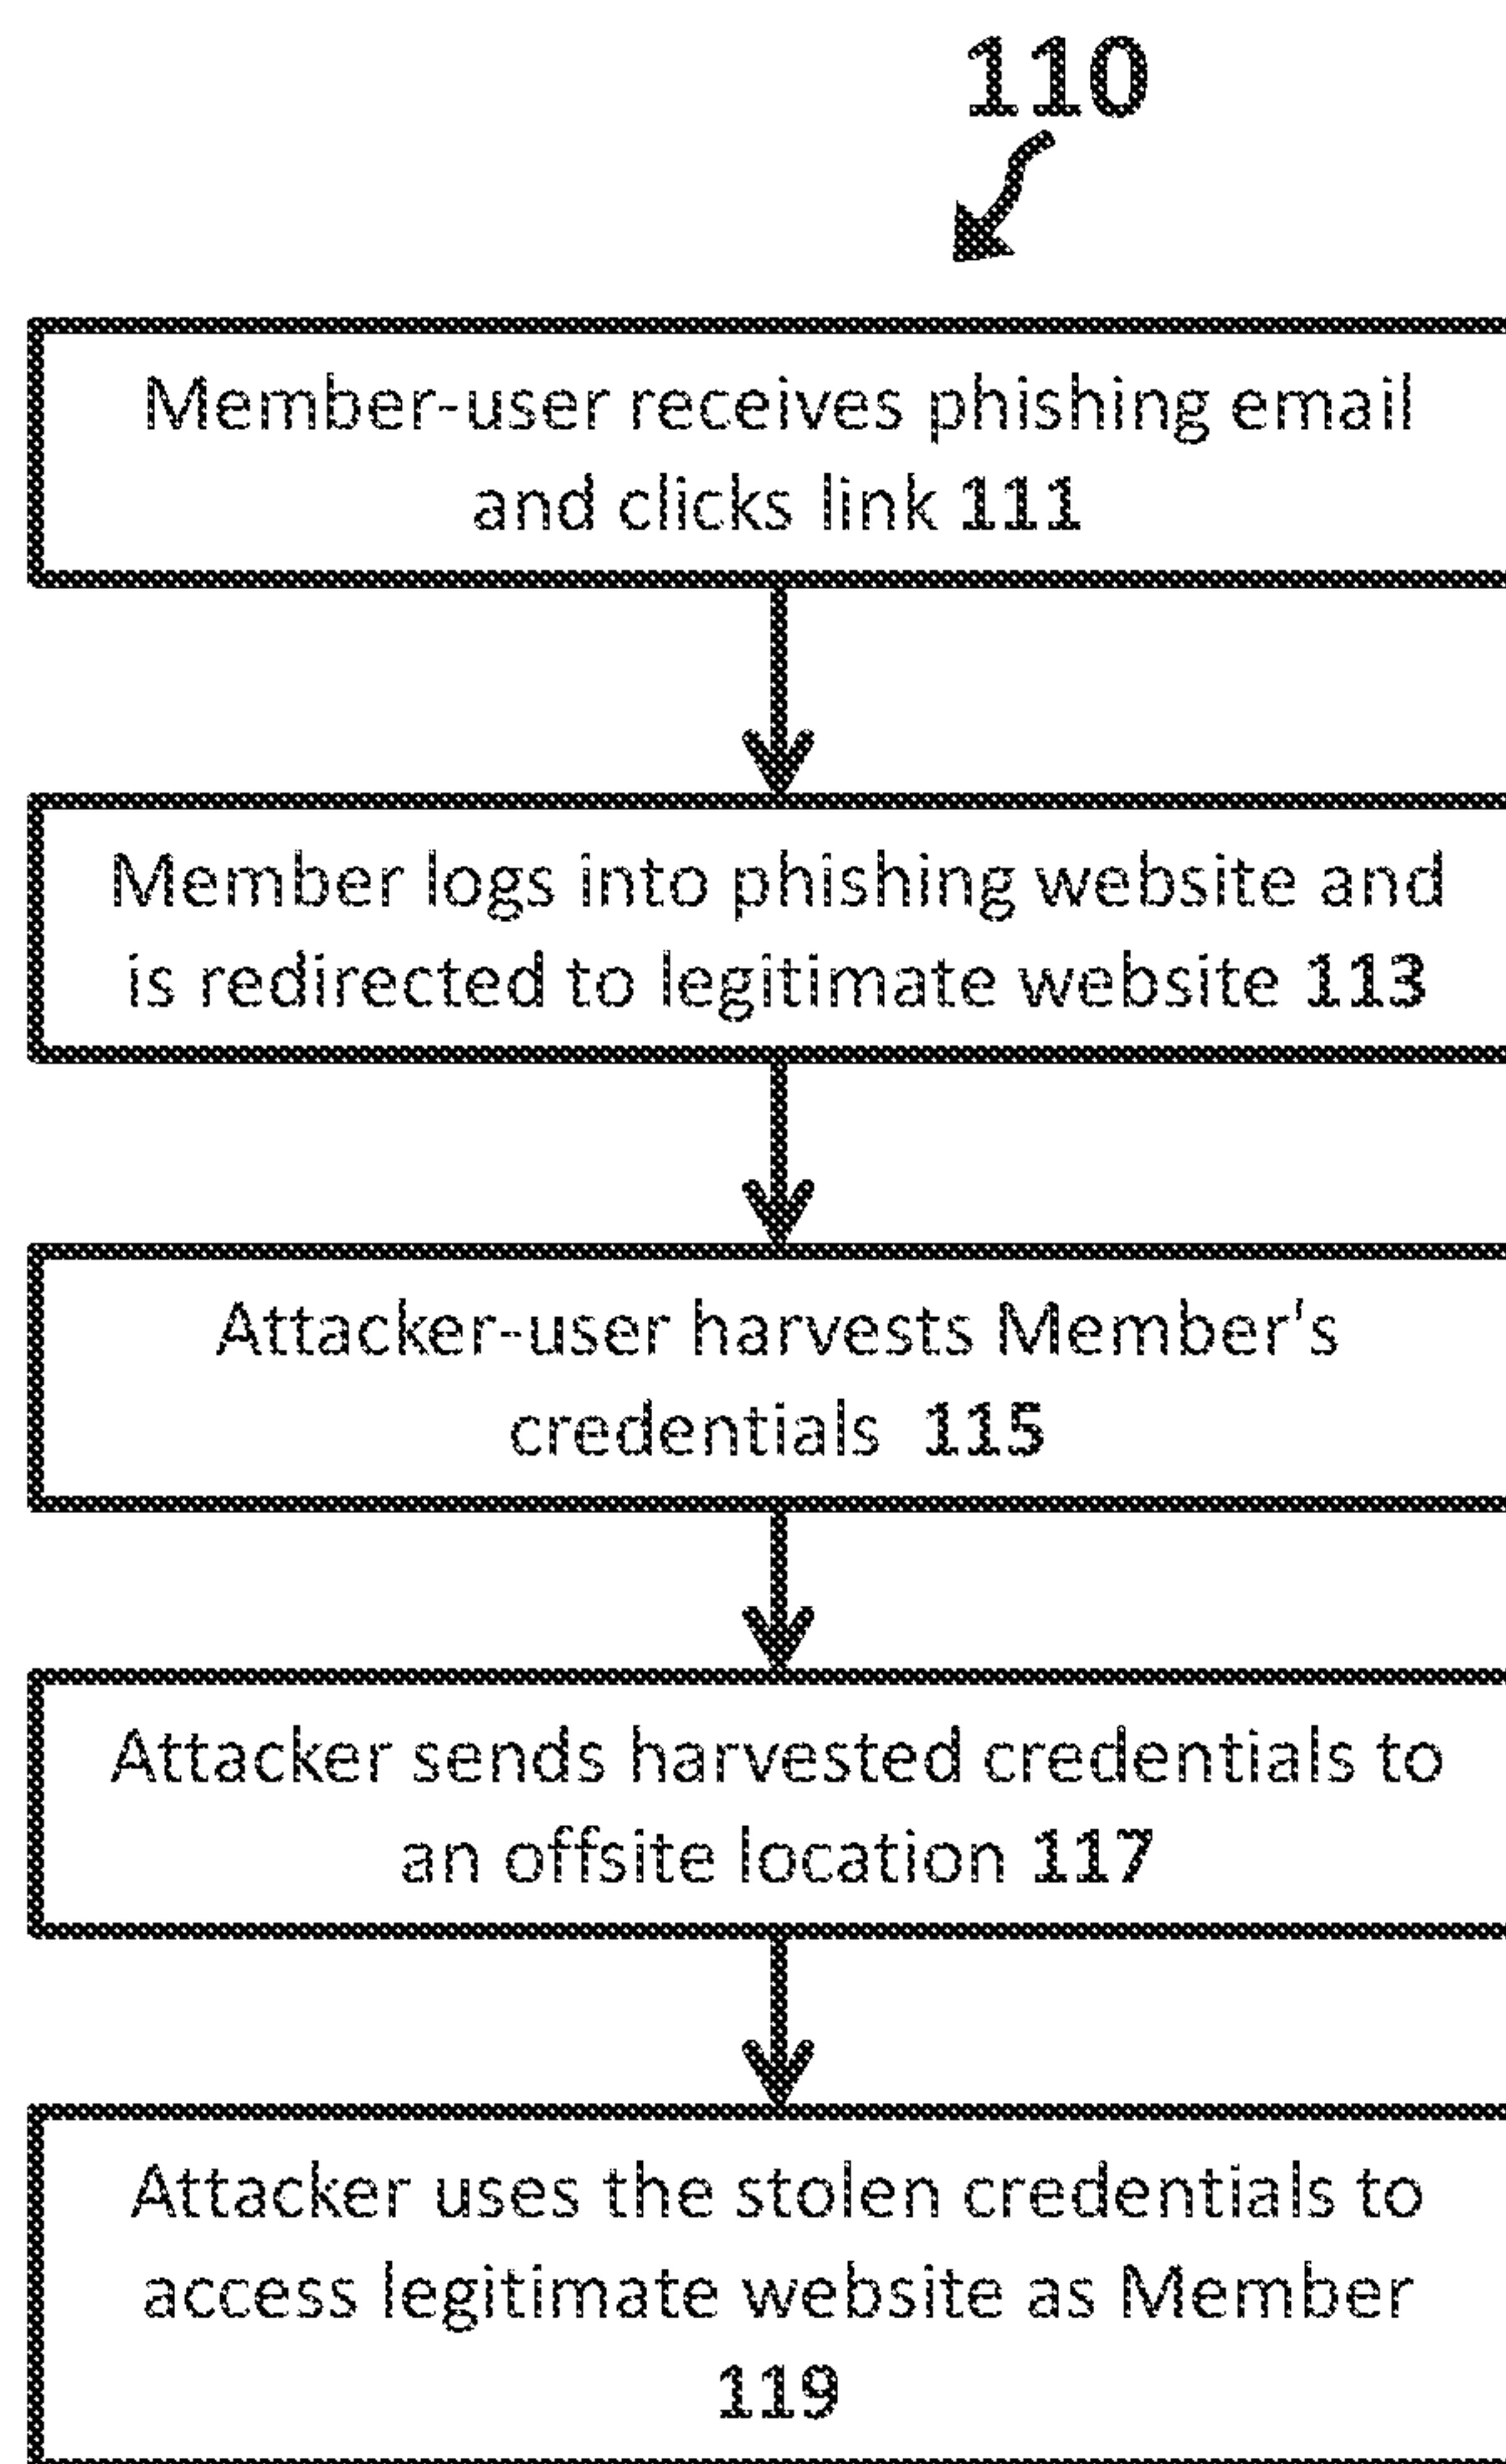 110
Member-user receives phishing email
and clicks link 111
Member logs into phishing website and
is redirected to legitimate website 113
Attacker-user harvests Member's
credentials 115
Attacker sends harvested credentials to
an offsite location 117
Attacker uses the stolen credentials to
access legitimate website as Member
119